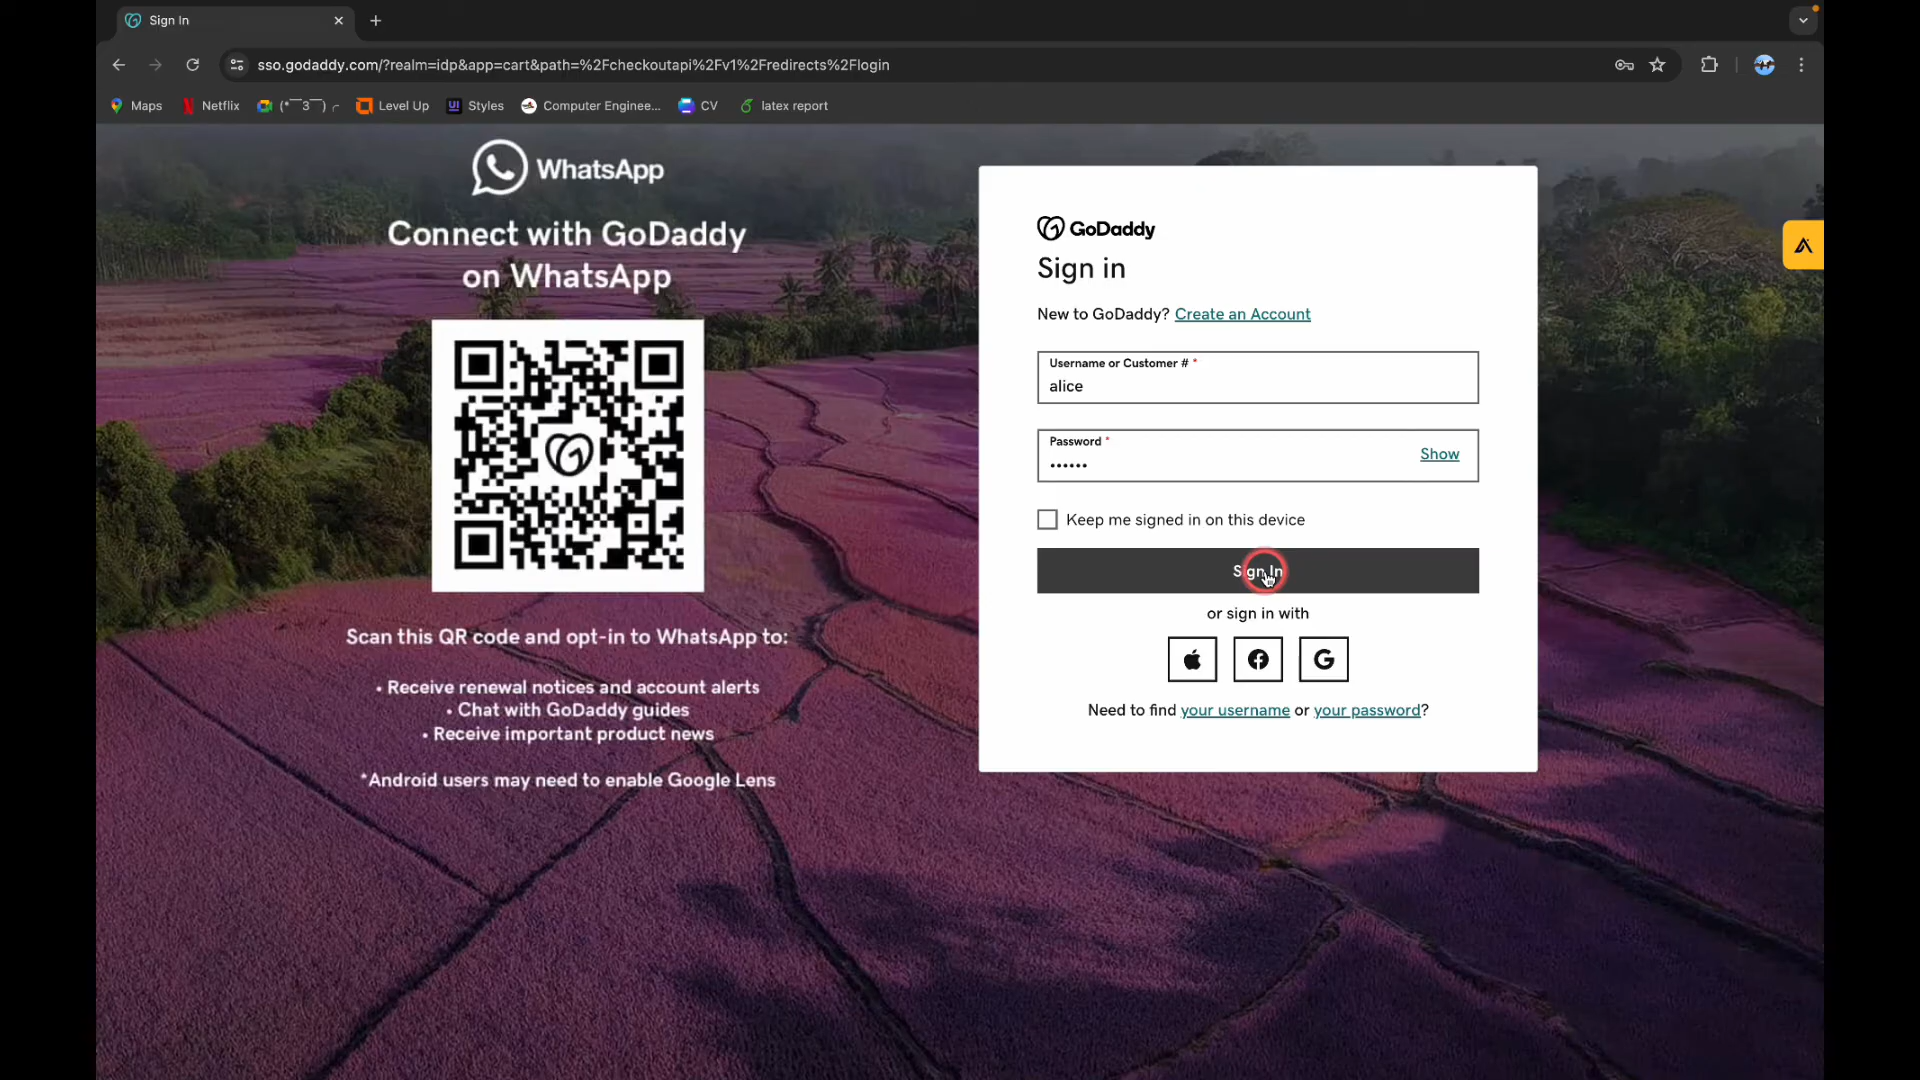 Sign In
sso.godaddy.com/?realm=idp&app=cart&path=%2Fcheckoutapi%2Fv1%2Fredirects%2Flogin
Maps
Netflix
Level Up
UI Styles
Computer Enginee...
CV
latex report
WhatsApp
Connect with GoDaddy
on WhatsApp
Scan this QR code and opt-in to WhatsApp to:
• Receive renewal notices and account alerts
• Chat with GoDaddy guides
• Receive important product news
*Android users may need to enable Google Lens
GoDaddy
Sign in
New to GoDaddy? Create an Account
Username or Customer # *
alice
Password *
••••••
Show
Keep me signed in on this device
Sign In
or sign in with
Need to find your username or your password?